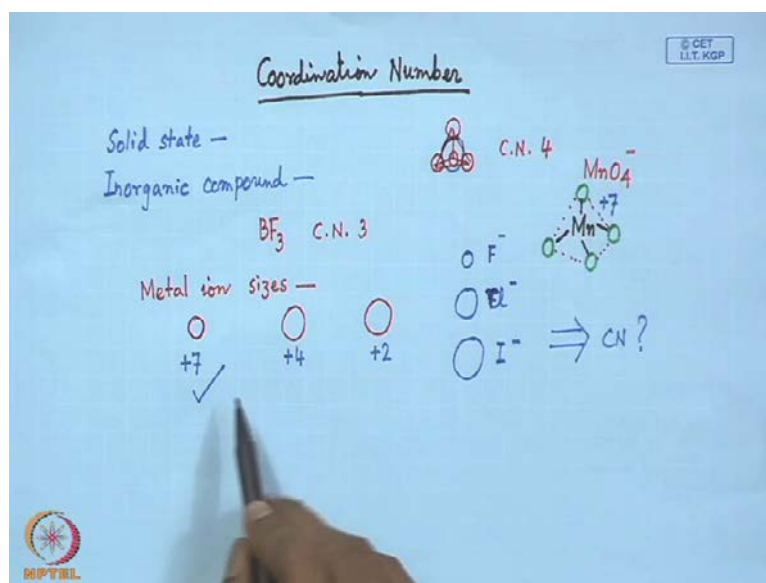 Coordination Number
© CET
I.I.T. KGP
Solid state —
C.N. 4
Inorganic compound —
MnO4⁻
+7
Mn
BF3 C.N. 3
F⁻
Metal ion sizes —
Cl⁻
+7 +4 +2
I⁻
⇒ CN?
NPTEL